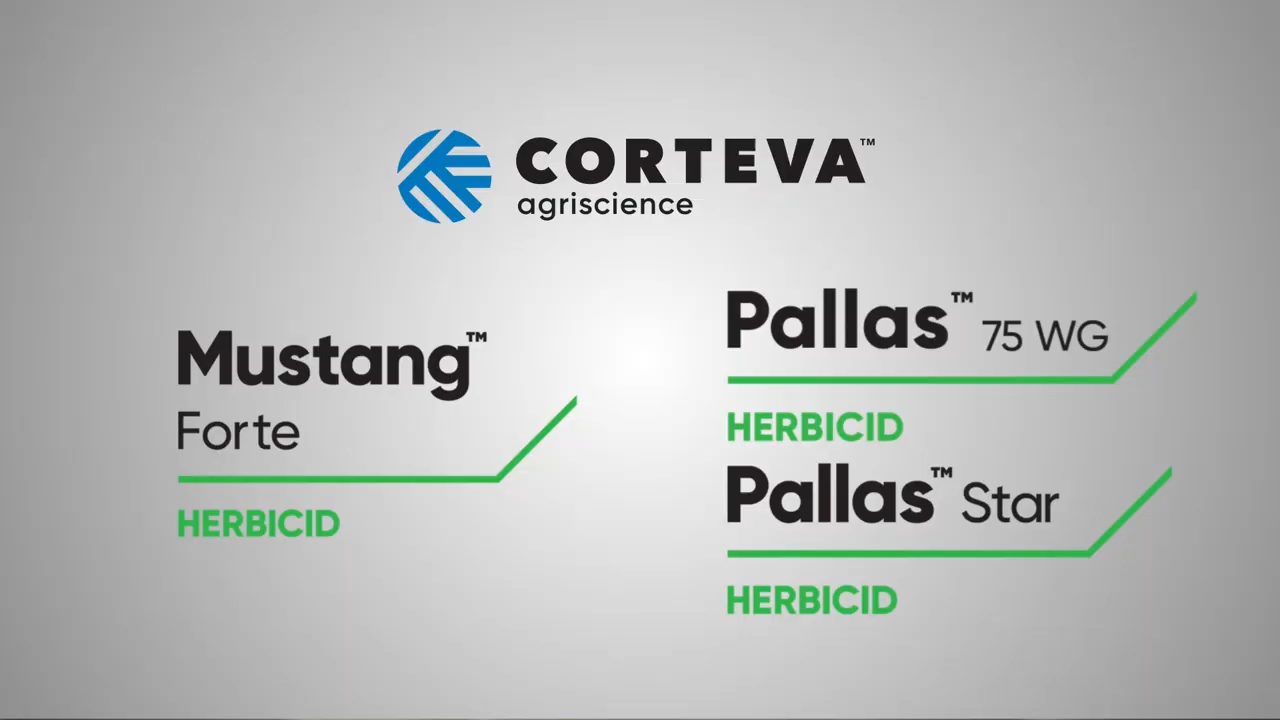 CORTEVA™
agriscience
Mustang™
Forte
HERBICID
Pallas™ 75 WG
HERBICID
Pallas™ Star
HERBICID